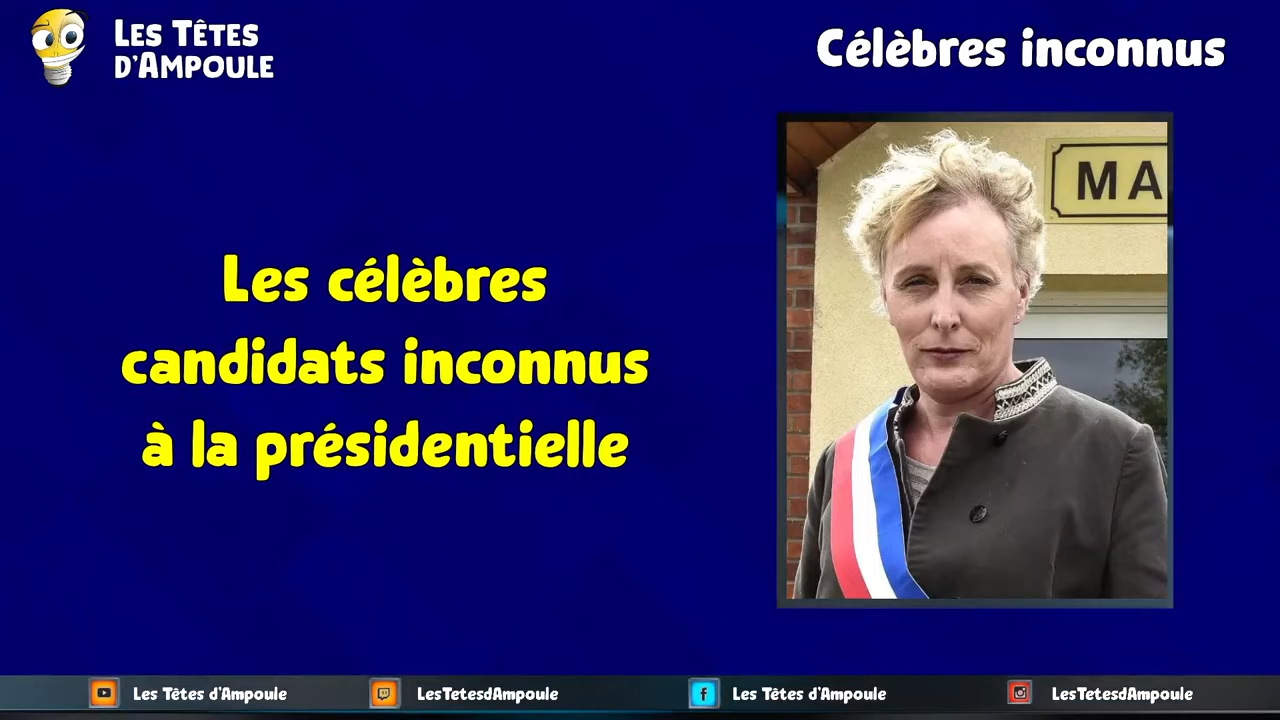 Les Têtes
d'Ampoule
Célèbres inconnus
MA
Les célèbres
candidats inconnus
à la présidentielle
Les Têtes d'Ampoule
LesTetesdAmpoule
Les Têtes d'Ampoule
LesTetesdAmpoule